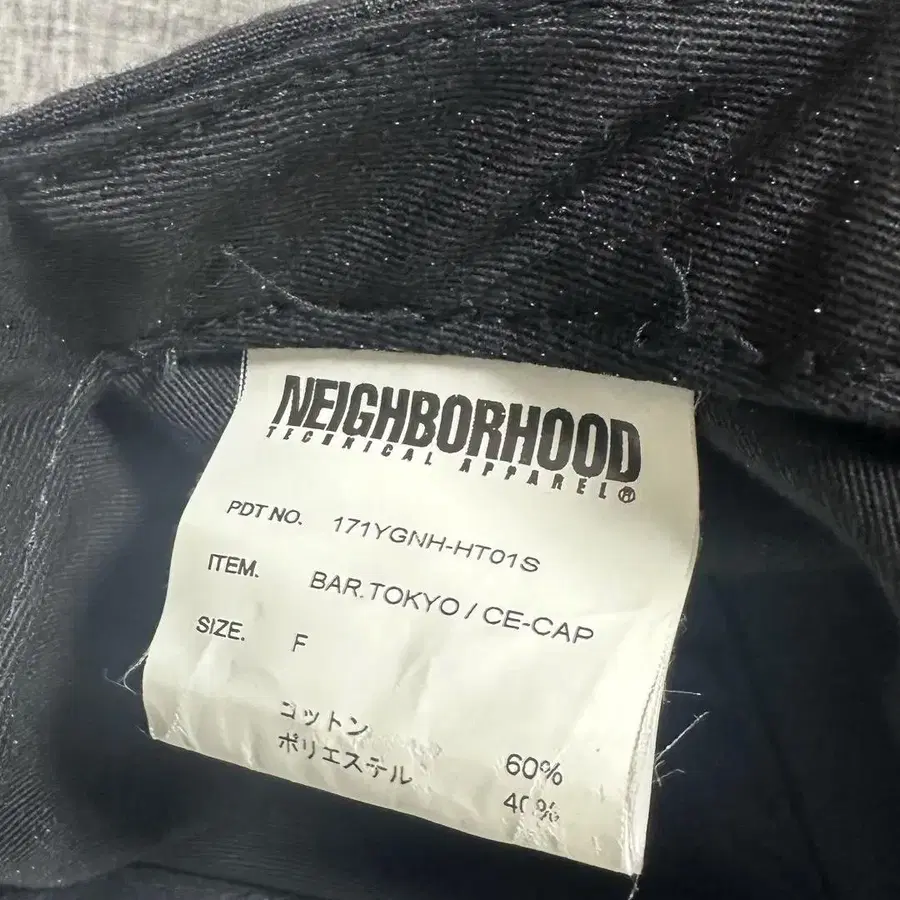 NEIGHBORHOOD
TECHNICAL APPAREL®
PDT NO. 171YGNH-HT01S
ITEM. BAR.TOKYO / CE-CAP
SIZE. F
コットン 60%
ポリエステル 40%